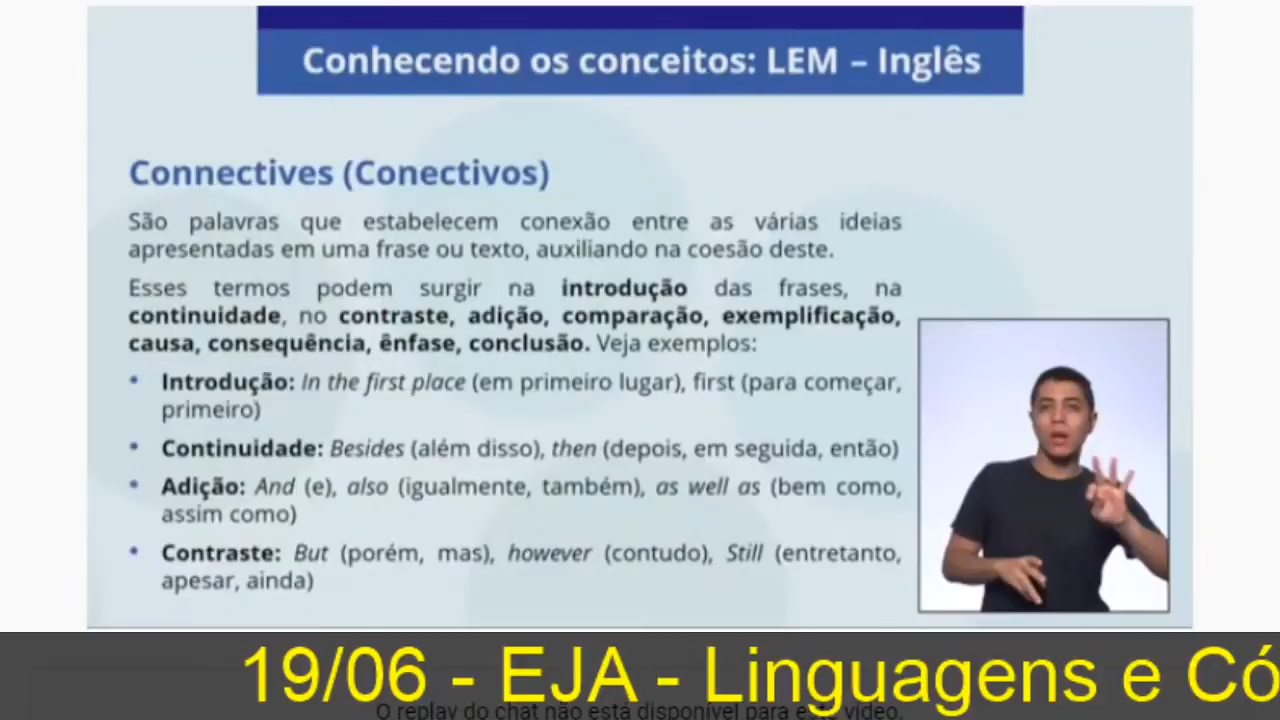 Conhecendo os conceitos: LEM – Inglês
Connectives (Conectivos)
São palavras que estabelecem conexão entre as várias ideias
apresentadas em uma frase ou texto, auxiliando na coesão deste.
Esses termos podem surgir na introdução das frases, na
continuidade, no contraste, adição, comparação, exemplificação,
causa, consequência, ênfase, conclusão. Veja exemplos:
• Introdução: In the first place (em primeiro lugar), first (para começar,
primeiro)
• Continuidade: Besides (além disso), then (depois, em seguida, então)
• Adição: And (e), also (igualmente, também), as well as (bem como,
assim como)
• Contraste: But (porém, mas), however (contudo), Still (entretanto,
apesar, ainda)
19/06 - EJA - Linguagens e Có
O replay do chat não está disponível para este vídeo.